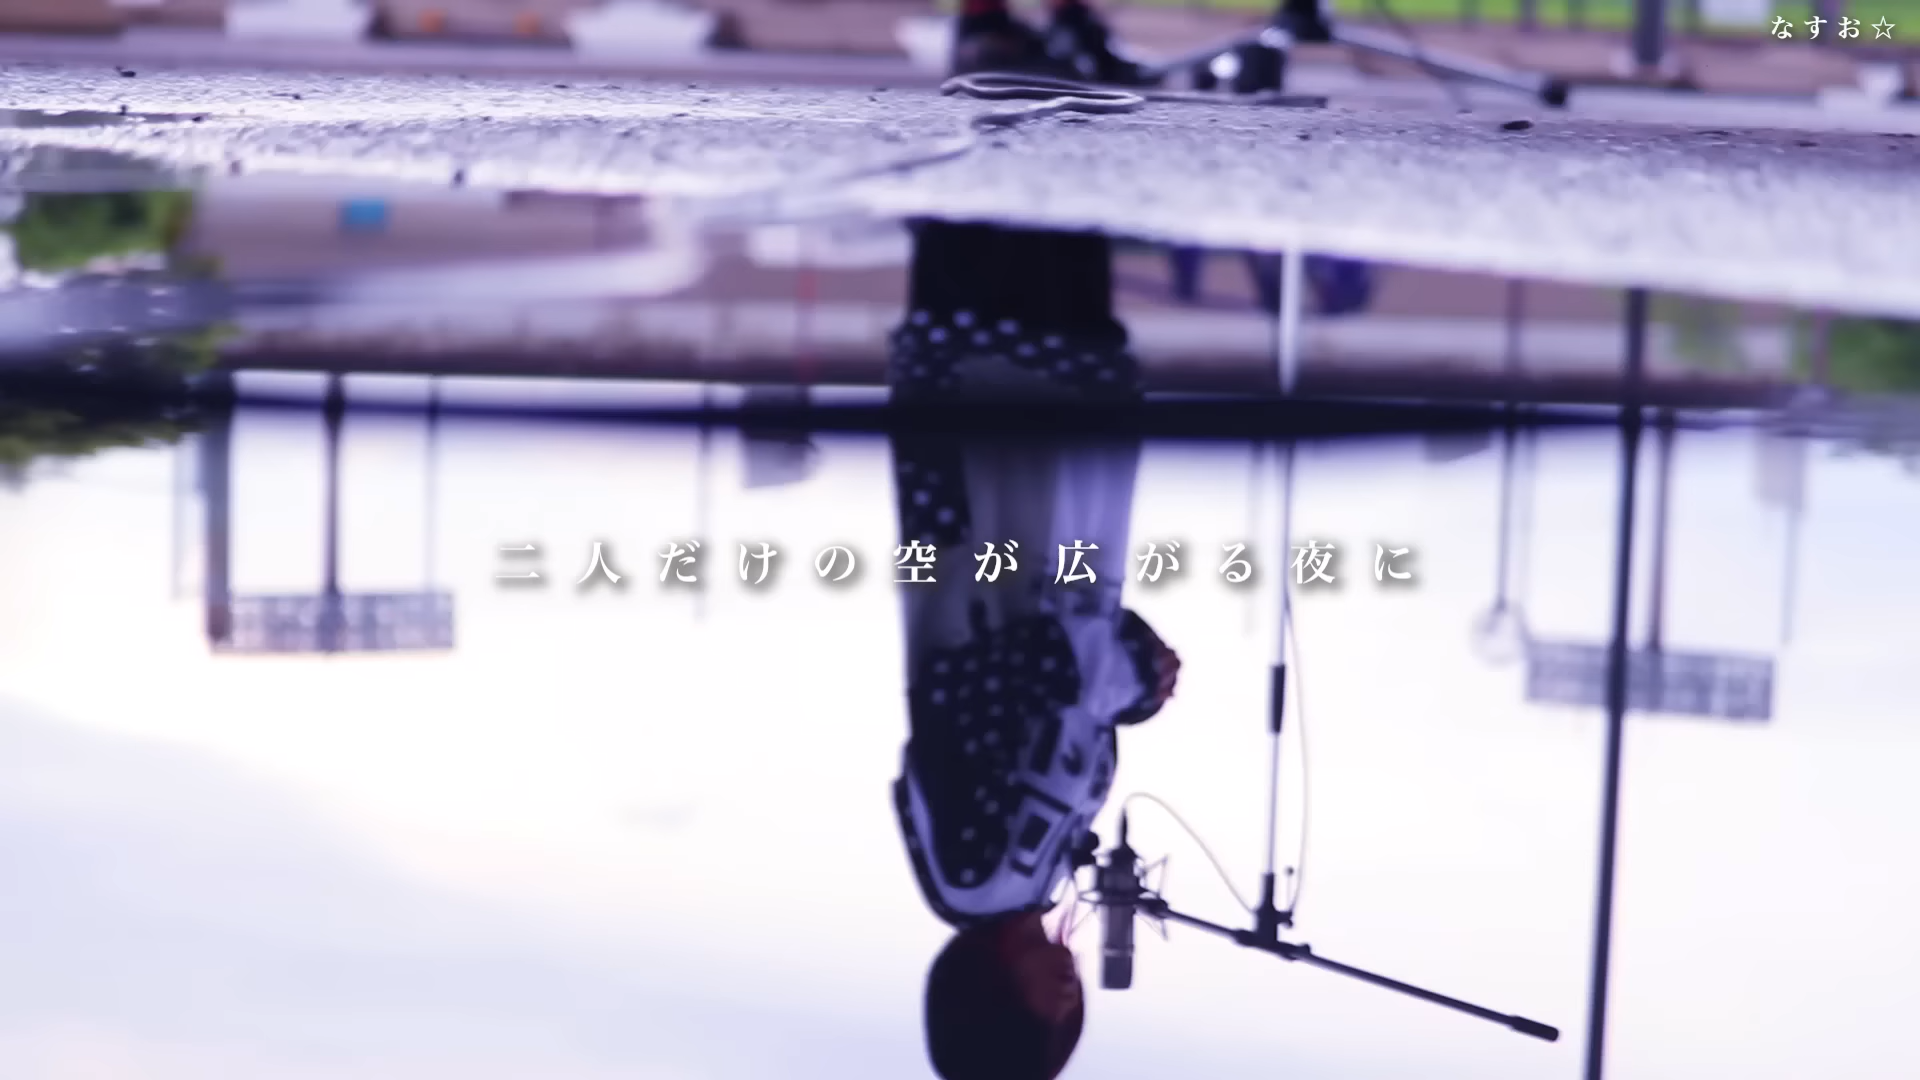 なすお☆
二人だけの空が広がる夜に